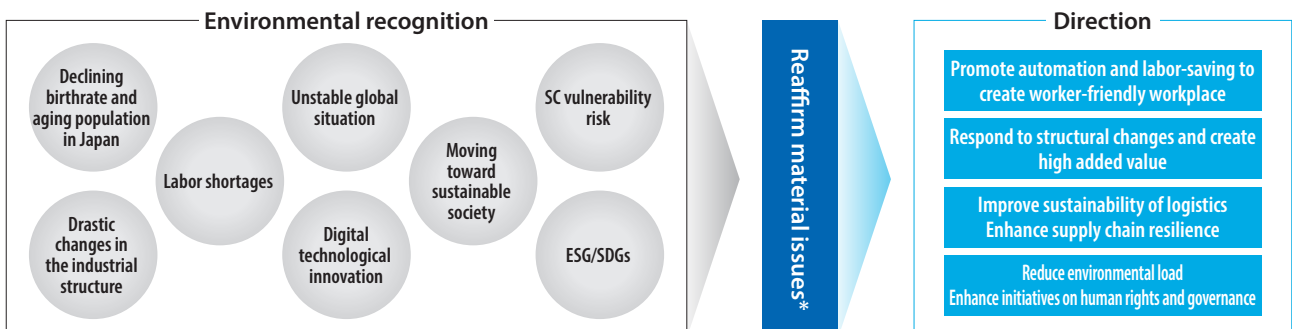 Environmental recognition
Declining
birthrate and
aging population
in Japan
Unstable global
situation
SC vulnerability
risk
Labor shortages
Moving
toward
sustainable
society
Drastic
changes in
the industrial
structure
Digital
technological
innovation
ESG/SDGs
Reaffirm material issues*
Direction
Promote automation and labor-saving to
create worker-friendly workplace
Respond to structural changes and create
high added value
Improve sustainability of logistics
Enhance supply chain resilience
Reduce environmental load
Enhance initiatives on human rights and governance